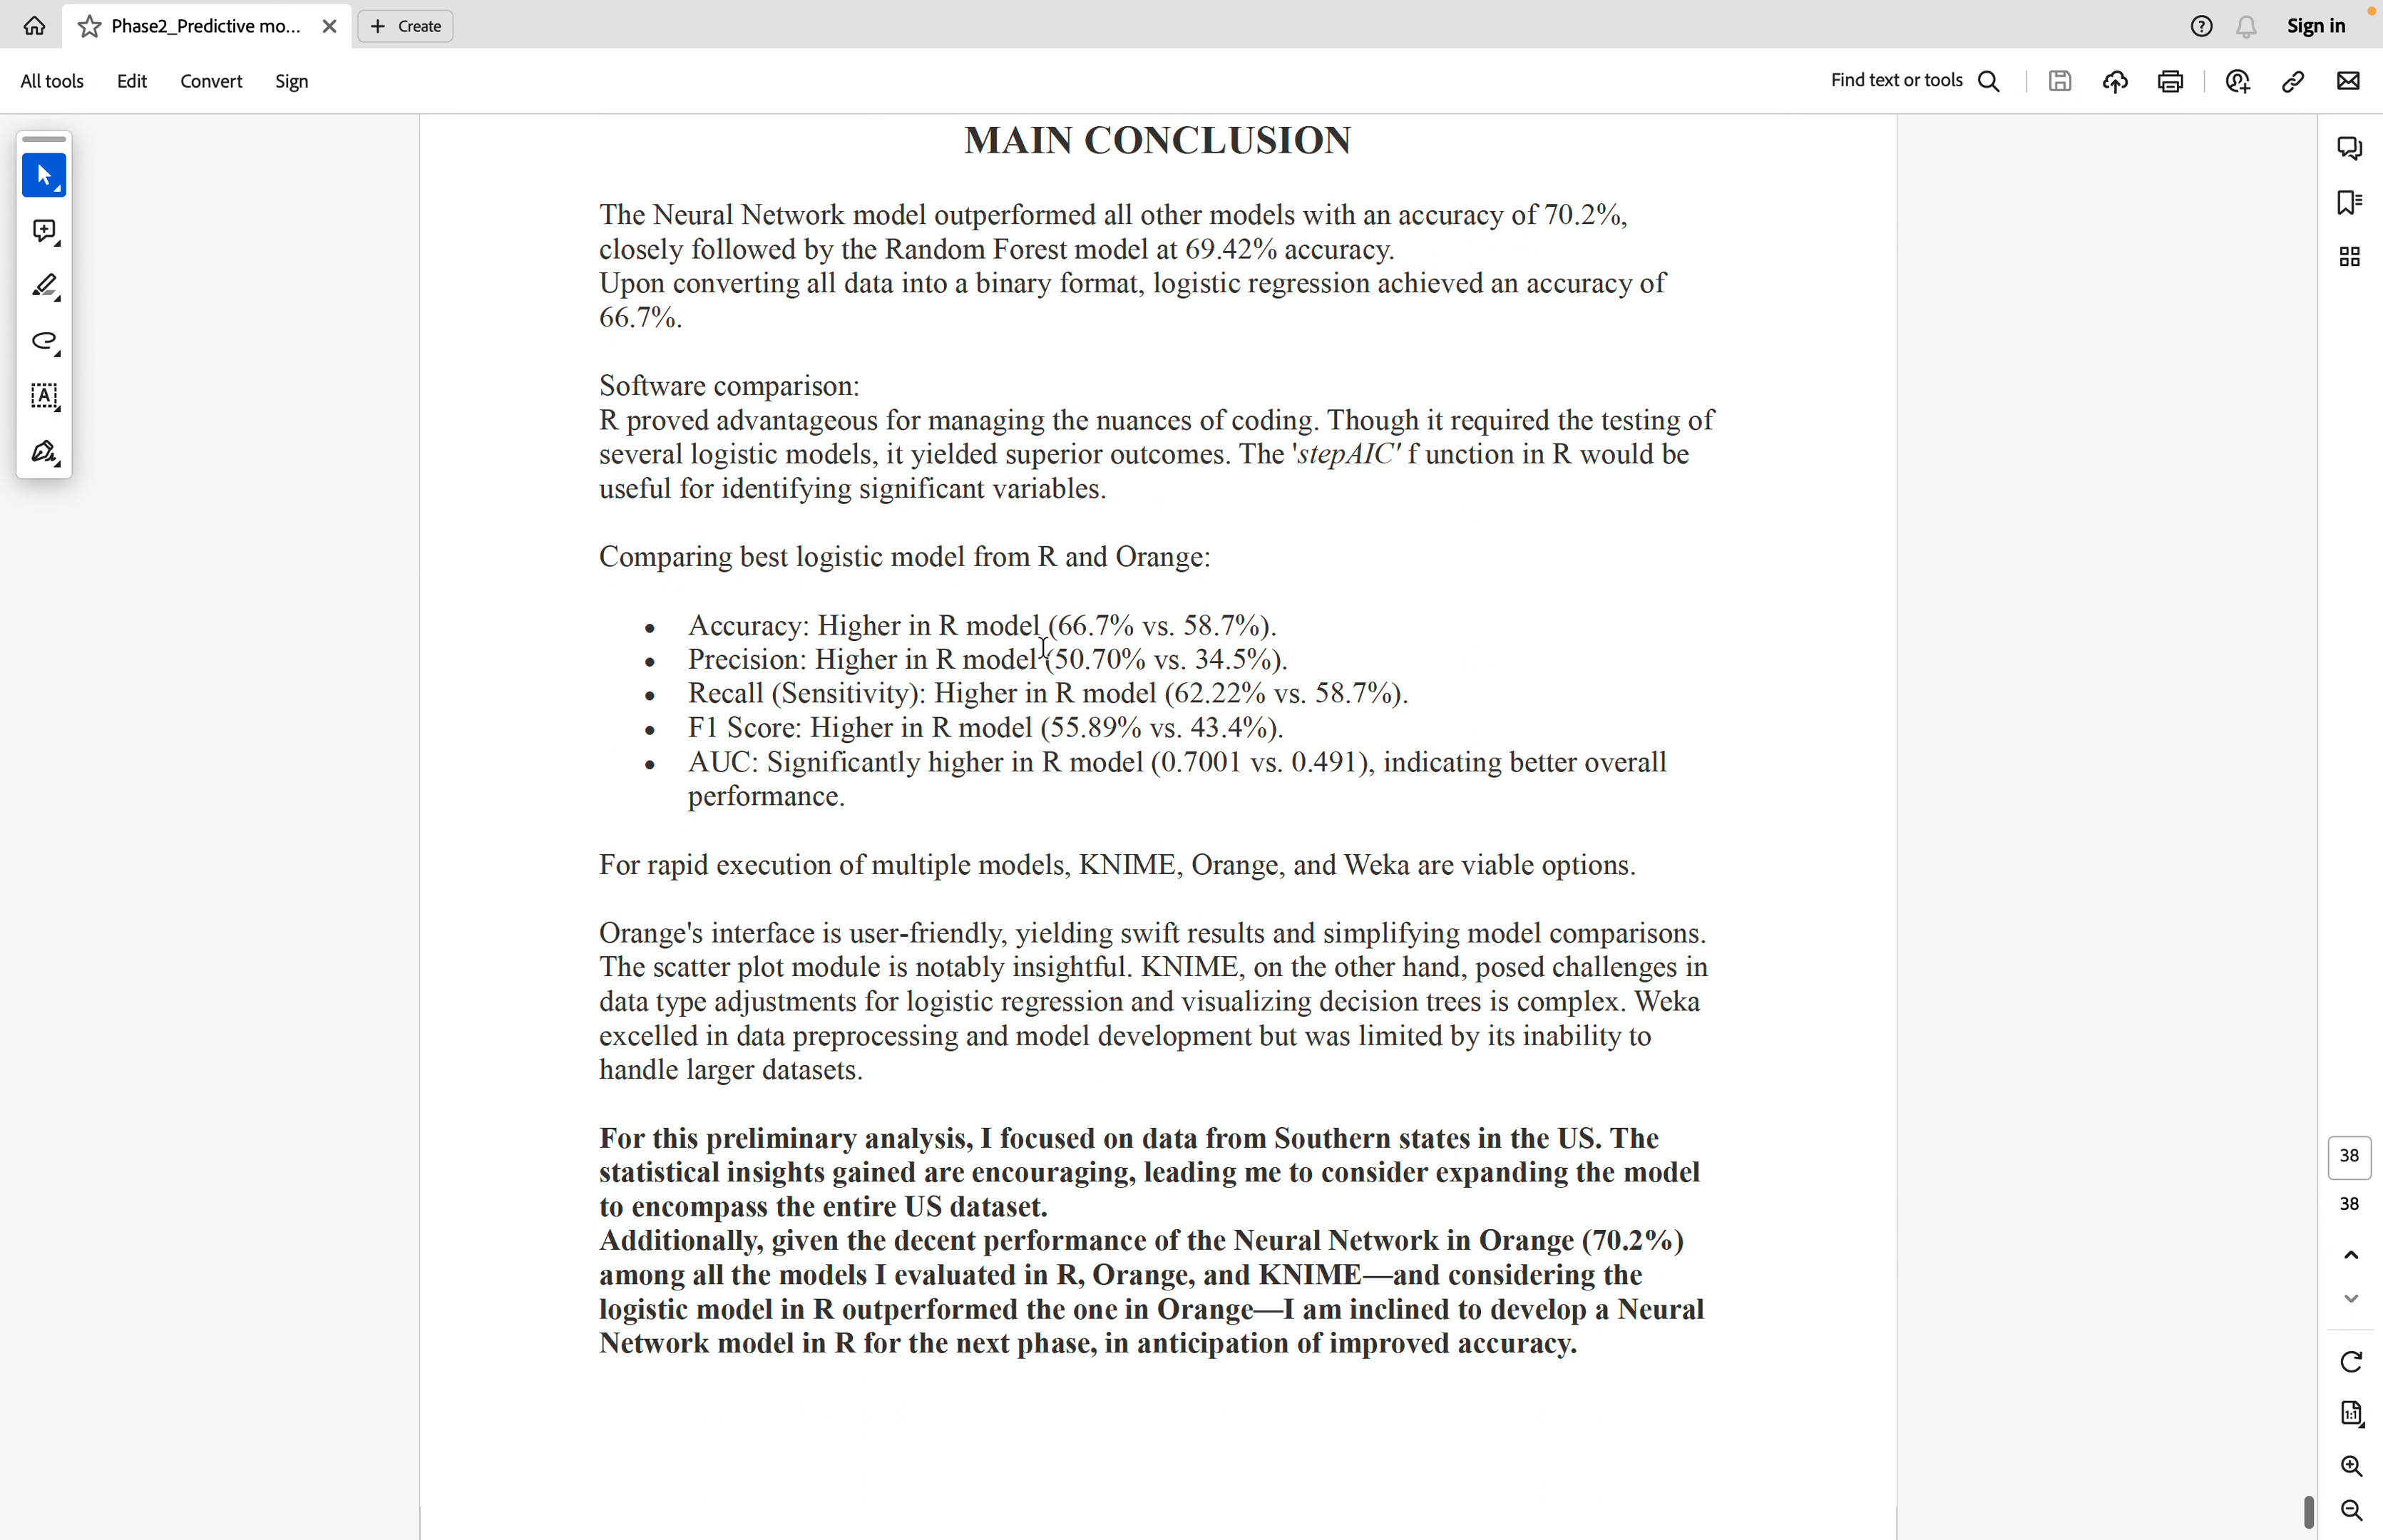 Phase2_Predictive mo...
Create
Sign in
All tools
Edit
Convert
Sign
Find text or tools
MAIN CONCLUSION
The Neural Network model outperformed all other models with an accuracy of 70.2%,
closely followed by the Random Forest model at 69.42% accuracy.
Upon converting all data into a binary format, logistic regression achieved an accuracy of
66.7%.
Software comparison:
R proved advantageous for managing the nuances of coding. Though it required the testing of
several logistic models, it yielded superior outcomes. The 'stepAIC' f unction in R would be
useful for identifying significant variables.
Comparing best logistic model from R and Orange:
• Accuracy: Higher in R model (66.7% vs. 58.7%).
• Precision: Higher in R model (50.70% vs. 34.5%).
• Recall (Sensitivity): Higher in R model (62.22% vs. 58.7%).
• F1 Score: Higher in R model (55.89% vs. 43.4%).
• AUC: Significantly higher in R model (0.7001 vs. 0.491), indicating better overall
performance.
For rapid execution of multiple models, KNIME, Orange, and Weka are viable options.
Orange's interface is user-friendly, yielding swift results and simplifying model comparisons.
The scatter plot module is notably insightful. KNIME, on the other hand, posed challenges in
data type adjustments for logistic regression and visualizing decision trees is complex. Weka
excelled in data preprocessing and model development but was limited by its inability to
handle larger datasets.
For this preliminary analysis, I focused on data from Southern states in the US. The
statistical insights gained are encouraging, leading me to consider expanding the model
to encompass the entire US dataset.
Additionally, given the decent performance of the Neural Network in Orange (70.2%)
among all the models I evaluated in R, Orange, and KNIME—and considering the
logistic model in R outperformed the one in Orange—I am inclined to develop a Neural
Network model in R for the next phase, in anticipation of improved accuracy.
38
38
1:1